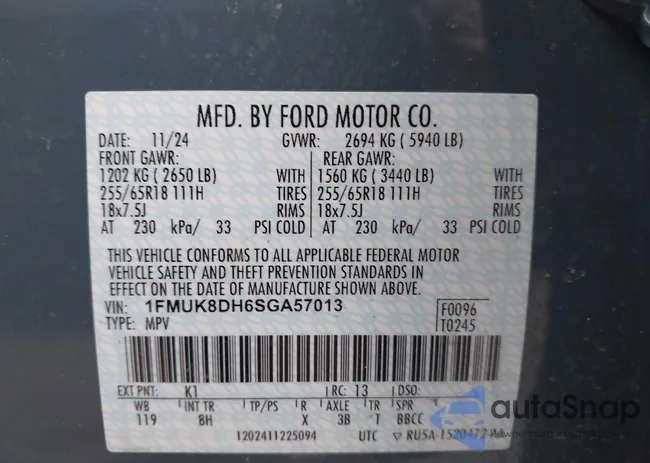 MFD. BY FORD MOTOR CO.
DATE: 11/24 GVWR: 2694 KG ( 5940 LB)
FRONT GAWR: REAR GAWR:
1202 KG ( 2650 LB) WITH 1560 KG ( 3440 LB) WITH
255/65R18 111H TIRES 255/65R18 111H TIRES
18x7.5J RIMS 18x7.5J RIMS
AT 230 kPa/ 33 PSI COLD AT 230 kPa/ 33 PSI COLD
THIS VEHICLE CONFORMS TO ALL APPLICABLE FEDERAL MOTOR
VEHICLE SAFETY AND THEFT PREVENTION STANDARDS IN
EFFECT ON THE DATE OF MANUFACTURE SHOWN ABOVE.
VIN: 1FMUK8DH6SGA57013 F0096
TYPE: MPV T0245
EXT PNT: K1 RC: 13 DSO:
WB INT TR TP/PS R AXLE TR SPR
119 8H X 3B T BBCC
1202411225094 UTC
autoSnap